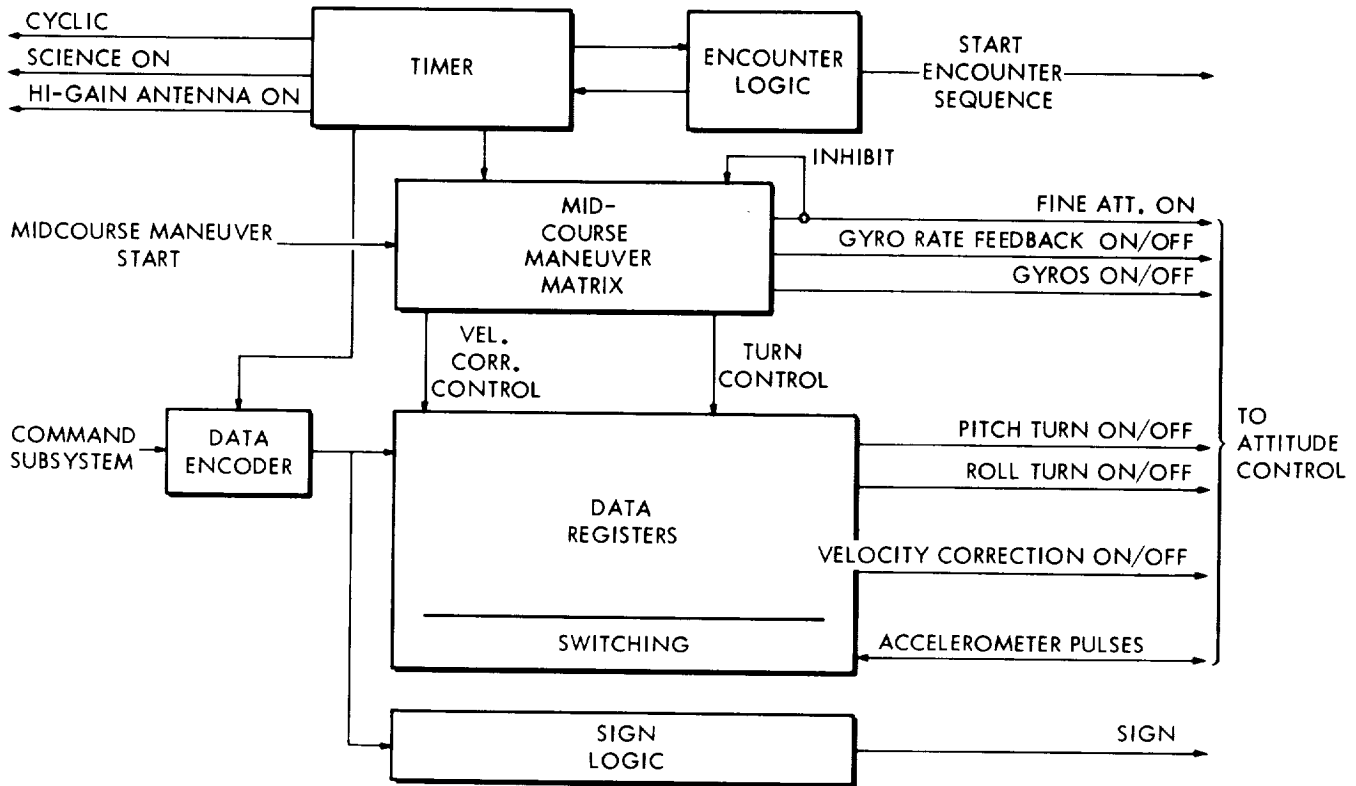 CYCLIC
SCIENCE ON
HI-GAIN ANTENNA ON
TIMER
ENCOUNTER
LOGIC
START
ENCOUNTER
SEQUENCE
INHIBIT
MIDCOURSE MANEUVER
START
MID-
COURSE
MANEUVER
MATRIX
FINE ATT. ON
GYRO RATE FEEDBACK ON/OFF
GYROS ON/OFF
VEL.
CORR.
CONTROL
TURN
CONTROL
COMMAND
SUBSYSTEM
DATA
ENCODER
DATA
REGISTERS
SWITCHING
PITCH TURN ON/OFF
ROLL TURN ON/OFF
VELOCITY CORRECTION ON/OFF
ACCELEROMETER PULSES
TO
ATTITUDE
CONTROL
SIGN
LOGIC
SIGN